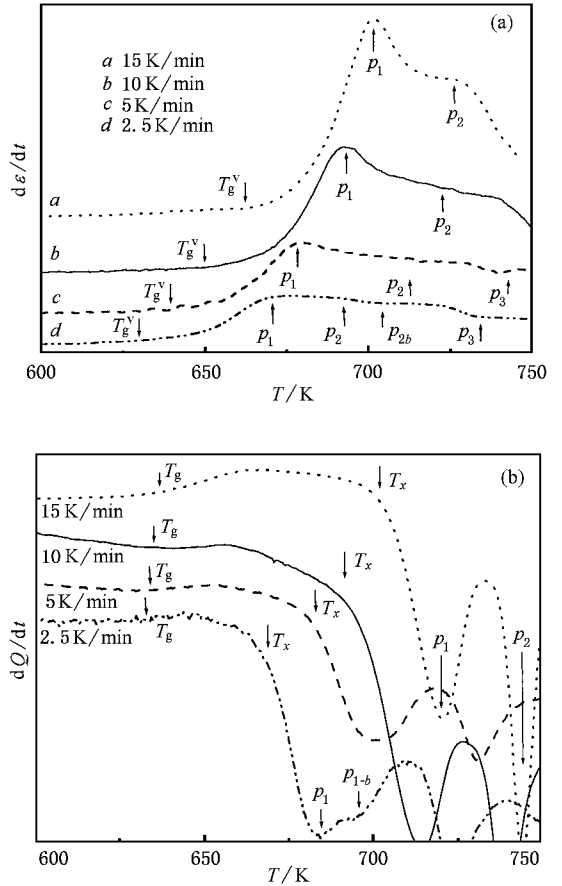 (a)
a 15 K/min
b 10 K/min
c 5 K/min
d 2.5 K/min
p1
p2
Tgv
a
p1
p2
Tgv
b
p1
p2
p3
Tgv
c
p1
p2
p2b
p3
Tgv
d
dε/dt
600 650 700 750
T/K
(b)
Tg
Tx
15 K/min
Tg
Tx
10 K/min
Tg
Tx
5 K/min
Tg
Tx
2.5 K/min
p1
p2
p1
p1-b
dQ/dt
600 650 700 750
T/K